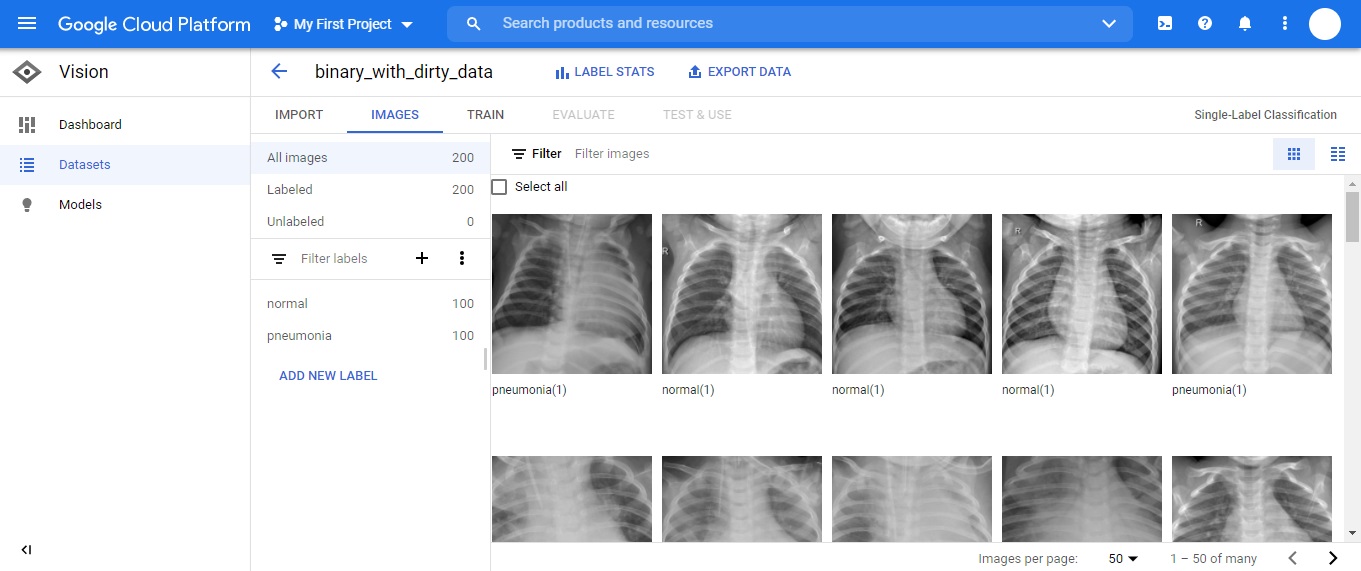 Google Cloud Platform
My First Project
Search products and resources
Vision
binary_with_dirty_data
LABEL STATS
EXPORT DATA
Dashboard
Datasets
Models
IMPORT
IMAGES
TRAIN
EVALUATE
TEST & USE
Single-Label Classification
All images 200
Labeled 200
Unlabeled 0
Filter labels
normal 100
pneumonia 100
ADD NEW LABEL
Filter Filter images
Select all
R
R
R
pneumonia(1)
normal(1)
normal(1)
normal(1)
pneumonia(1)
Images per page: 50 1 – 50 of many